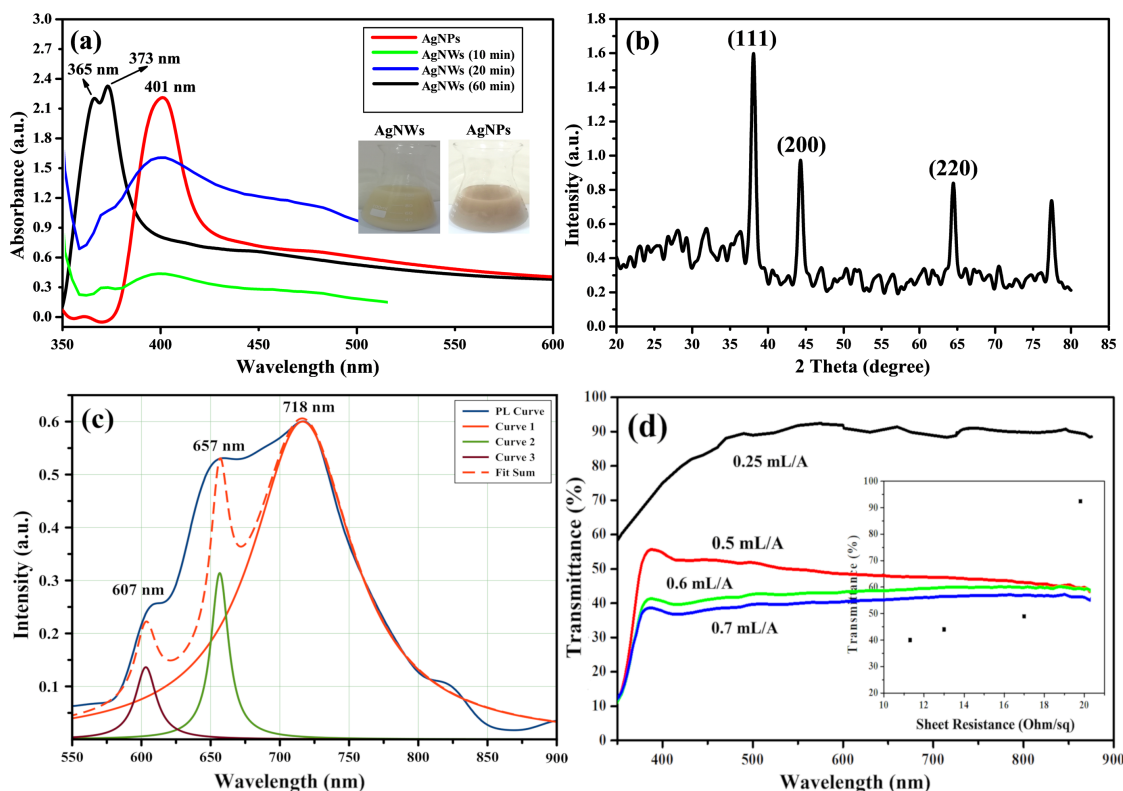 (a)
365 nm
373 nm
401 nm
AgNPs
AgNWs (10 min)
AgNWs (20 min)
AgNWs (60 min)
AgNWs
AgNPs
3.0
2.7
2.4
2.1
1.8
1.5
1.2
0.9
0.6
0.3
0.0
Absorbance (a.u.)
350
400
450
500
550
600
Wavelength (nm)
(b)
(111)
(200)
(220)
1.8
1.6
1.4
1.2
1.0
0.8
0.6
0.4
0.2
0.0
Intensity (a.u.)
20
25
30
35
40
45
50
55
60
65
70
75
80
85
2 Theta (degree)
(c)
607 nm
657 nm
718 nm
PL Curve
Curve 1
Curve 2
Curve 3
Fit Sum
0.6
0.5
0.4
0.3
0.2
0.1
Intensity (a.u.)
550
600
650
700
750
800
850
900
Wavelength (nm)
(d)
0.25 mL/A
0.5 mL/A
0.6 mL/A
0.7 mL/A
100
90
80
70
60
50
40
30
20
10
0
Transmittance (%)
400
500
600
700
800
900
Wavelength (nm)
100
90
80
70
60
50
40
30
20
Transmittance (%)
10
12
14
16
18
20
Sheet Resistance (Ohm/sq)